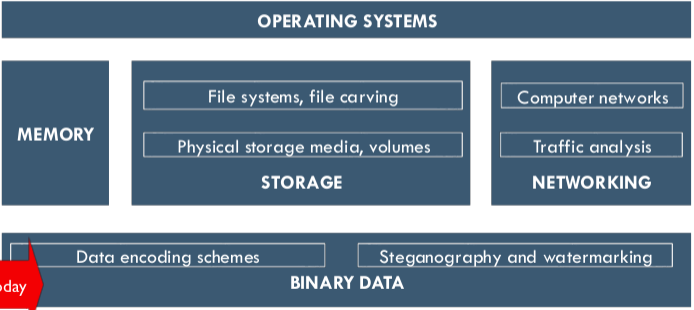 OPERATING SYSTEMS
MEMORY
File systems, file carving
Physical storage media, volumes
STORAGE
Computer networks
Traffic analysis
NETWORKING
Data encoding schemes
Steganography and watermarking
BINARY DATA
oday